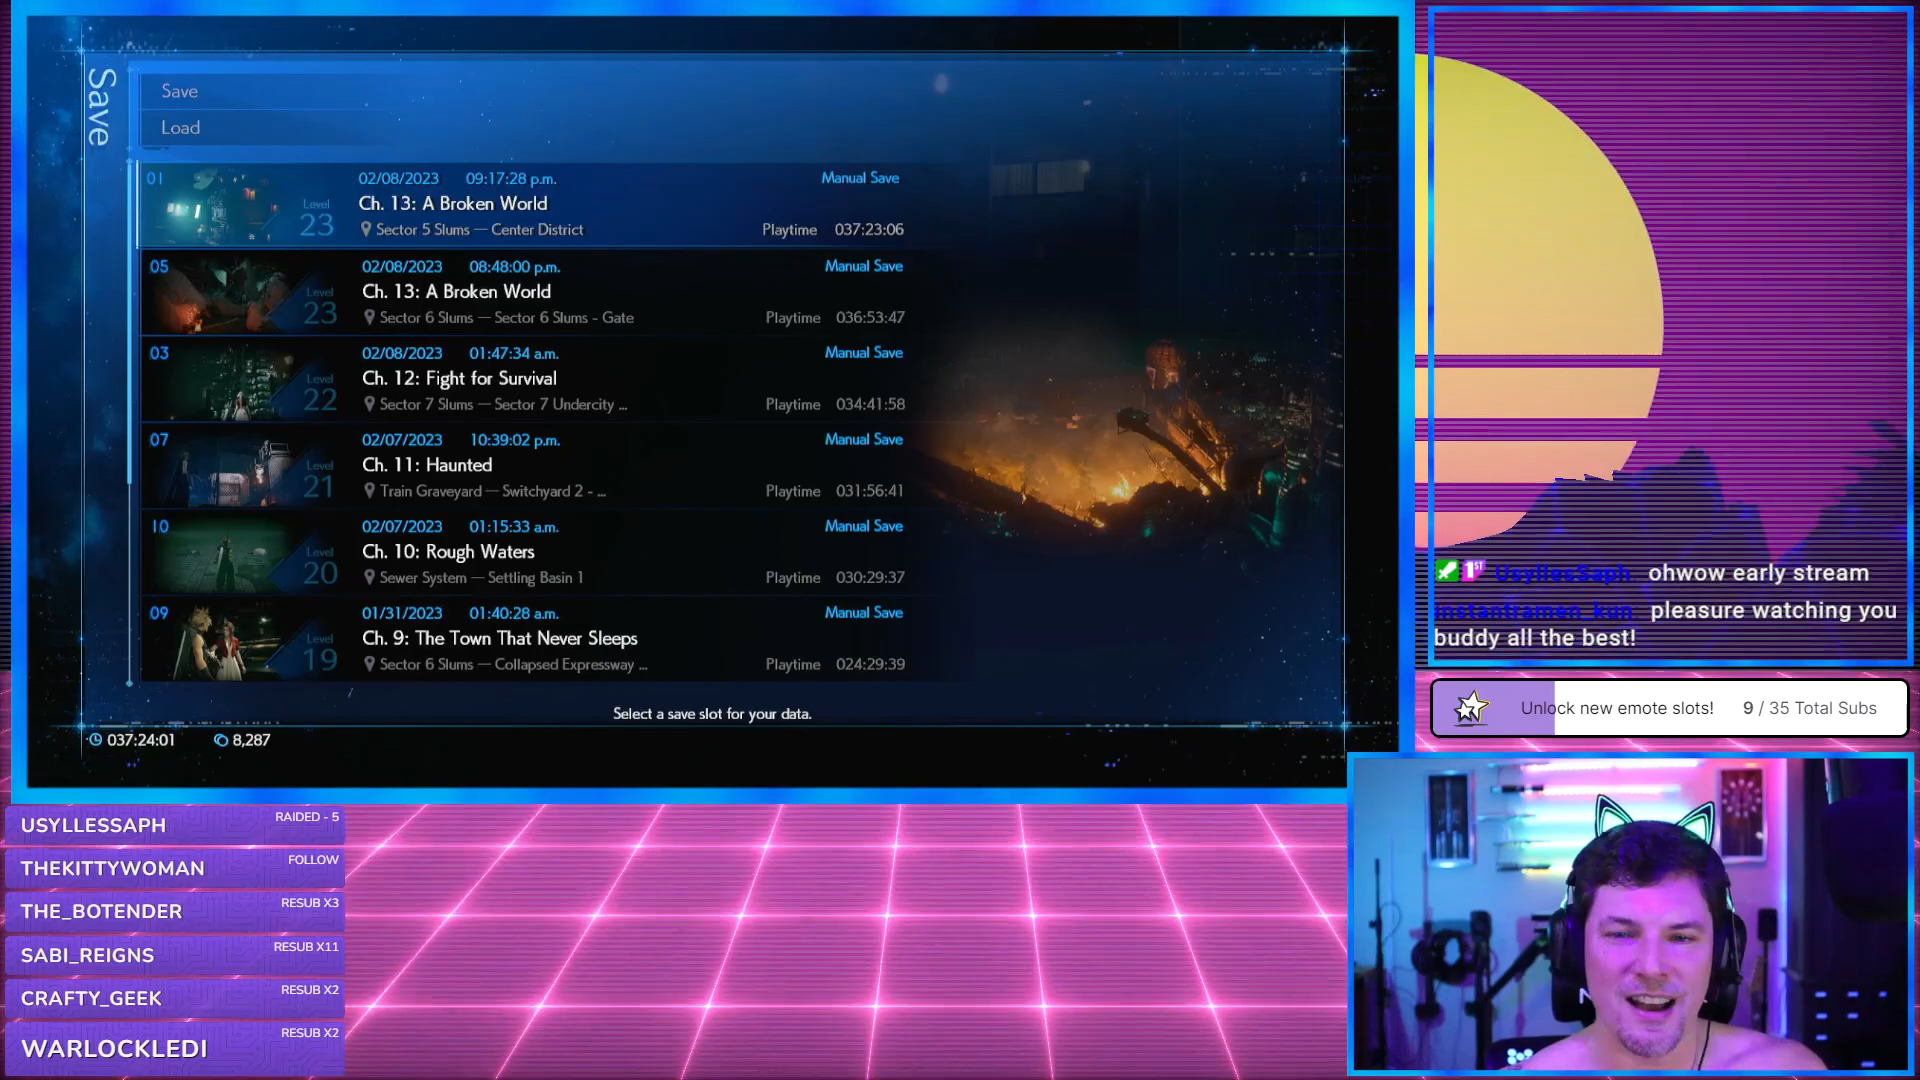 Save
Save
Load
01
02/08/2023 09:17:28 p.m. Manual Save
Level 23
Ch. 13: A Broken World
Sector 5 Slums — Center District Playtime 037:23:06
05
02/08/2023 08:48:00 p.m. Manual Save
Level 23
Ch. 13: A Broken World
Sector 6 Slums — Sector 6 Slums - Gate Playtime 036:53:47
03
02/08/2023 01:47:34 a.m. Manual Save
Level 22
Ch. 12: Fight for Survival
Sector 7 Slums — Sector 7 Undercity ... Playtime 034:41:58
07
02/07/2023 10:39:02 p.m. Manual Save
Level 21
Ch. 11: Haunted
Train Graveyard — Switchyard 2 - ... Playtime 031:56:41
10
02/07/2023 01:15:33 a.m. Manual Save
Level 20
Ch. 10: Rough Waters
Sewer System — Settling Basin 1 Playtime 030:29:37
09
01/31/2023 01:40:28 a.m. Manual Save
Level 19
Ch. 9: The Town That Never Sleeps
Sector 6 Slums — Collapsed Expressway ... Playtime 024:29:39
Select a save slot for your data.
037:24:01 8,287
1ST UsyllesSaph ohwow early stream
instantramen_kun pleasure watching you
buddy all the best!
Unlock new emote slots! 9 / 35 Total Subs
USYLLESSAPH RAIDED - 5
THEKITTYWOMAN FOLLOW
THE_BOTENDER RESUB X3
SABI_REIGNS RESUB X11
CRAFTY_GEEK RESUB X2
WARLOCKLEDI RESUB X2